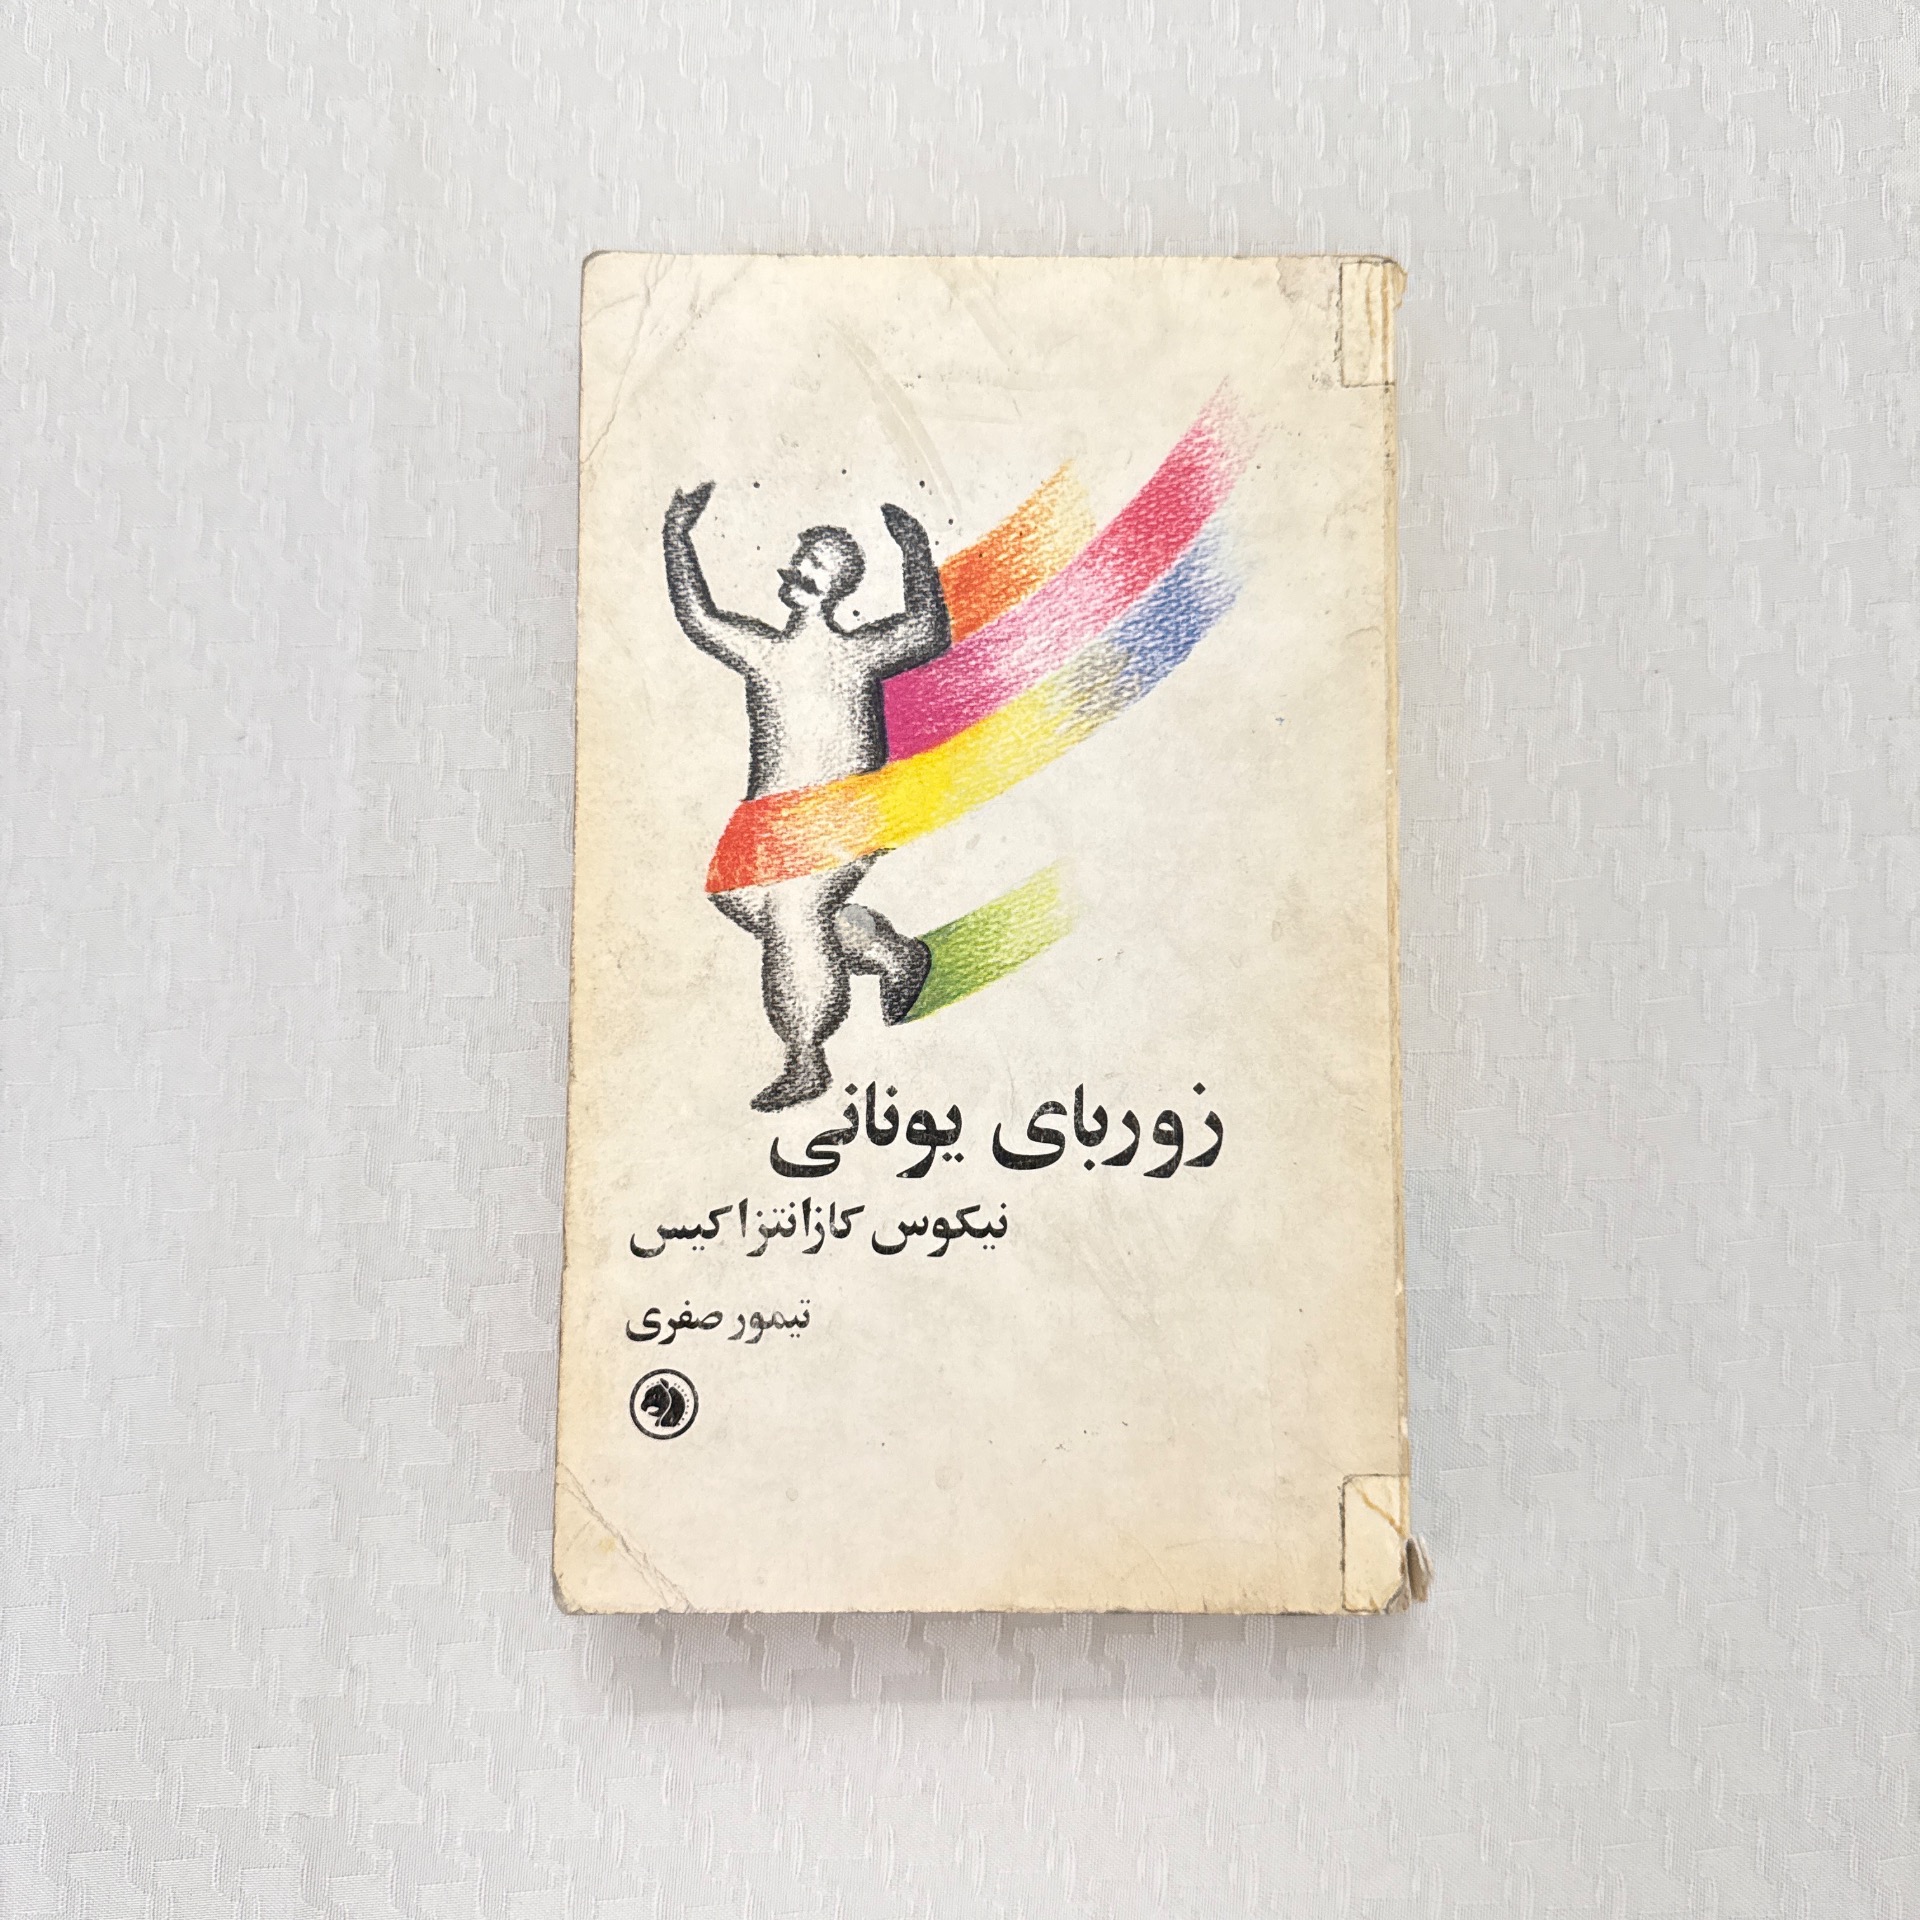 زوربای یونانی
نیکوس کازانتزاکیس
تیمور صفری